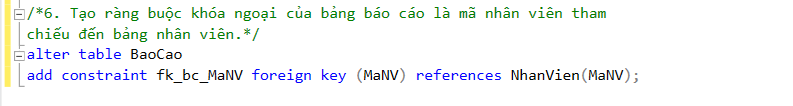 /*6. Tạo ràng buộc khóa ngoại của bảng báo cáo là mã nhân viên tham
chiếu đến bảng nhân viên.*/
alter table BaoCao
add constraint fk_bc_MaNV foreign key (MaNV) references NhanVien(MaNV);